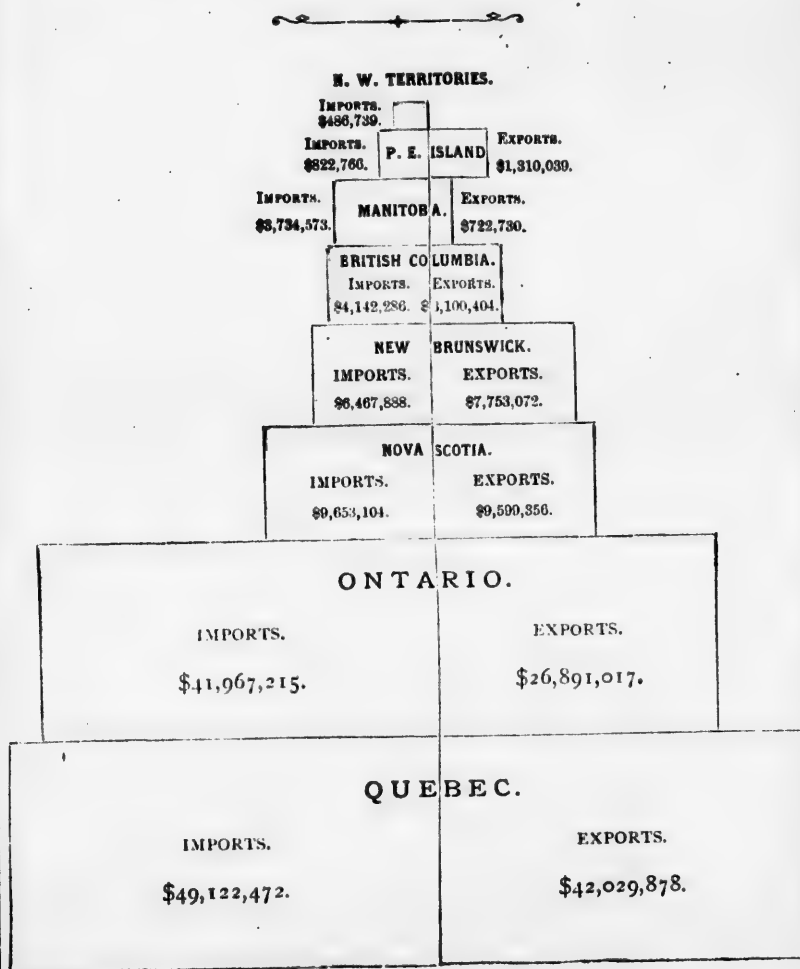 N. W. TERRITORIES.
IMPORTS.
$486,739.
IMPORTS. P. E. ISLAND EXPORTS.
$822,766. $1,310,039.
IMPORTS. MANITOBA. EXPORTS.
$3,734,573. $722,730.
BRITISH COLUMBIA.
IMPORTS. EXPORTS.
$4,142,286.
NEW BRUNSWICK.
IMPORTS. EXPORTS.
$6,467,888. $7,753,072.
NOVA SCOTIA.
IMPORTS. EXPORTS.
$9,653,104. $9,590,356.
ONTARIO.
IMPORTS. EXPORTS.
$41,967,215. $26,891,017.
QUEBEC.
IMPORTS. EXPORTS.
$49,122,472. $42,029,878.